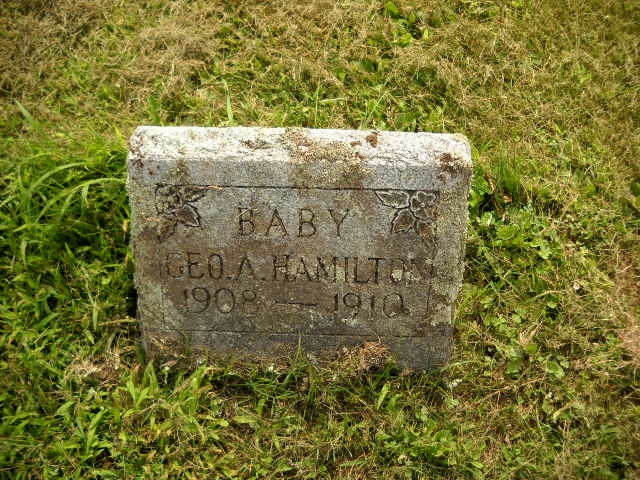 BABY
GEO. A. HAMILTON
1908 — 1910